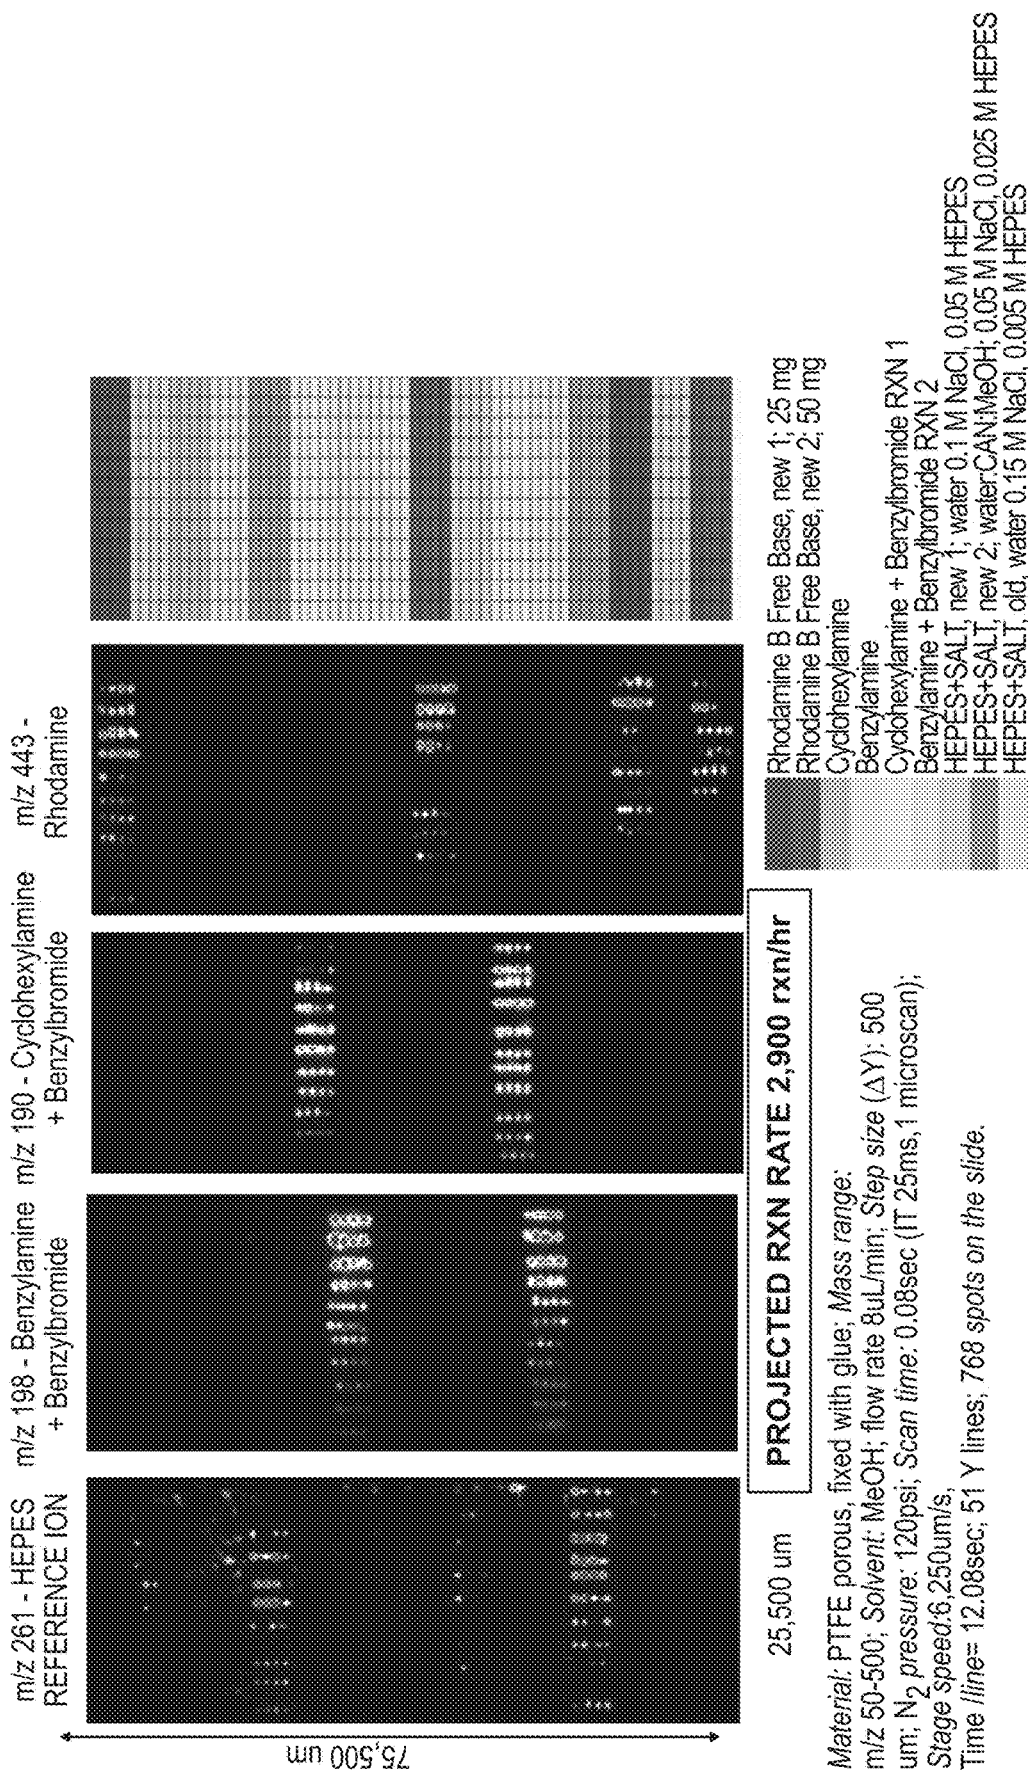 m/z 261 - HEPES
REFERENCE ION
m/z 198 - Benzylamine
+ Benzylbromide
m/z 190 - Cyclohexylamine
+ Benzylbromide
m/z 443 -
Rhodamine
75,500 um
25,500 um
PROJECTED RXN RATE 2,900 rxn/hr
Material: PTFE porous, fixed with glue; Mass range:
m/z 50-500; Solvent: MeOH; flow rate 8uL/min; Step size (ΔY): 500
um; N2 pressure: 120psi; Scan time: 0.08sec (IT 25ms,1 microscan);
Stage speed:6,250um/s,
Time /line= 12.08sec; 51 Y lines; 768 spots on the slide.
Rhodamine B Free Base, new 1; 25 mg
Rhodamine B Free Base, new 2; 50 mg
Cyclohexylamine
Benzylamine
Cyclohexylamine + Benzylbromide RXN 1
Benzylamine + Benzylbromide RXN 2
HEPES+SALT, new 1; water 0.1 M NaCl, 0.05 M HEPES
HEPES+SALT, new 2; water:CAN:MeOH; 0.05 M NaCl, 0.025 M HEPES
HEPES+SALT, old, water 0.15 M NaCl, 0.005 M HEPES